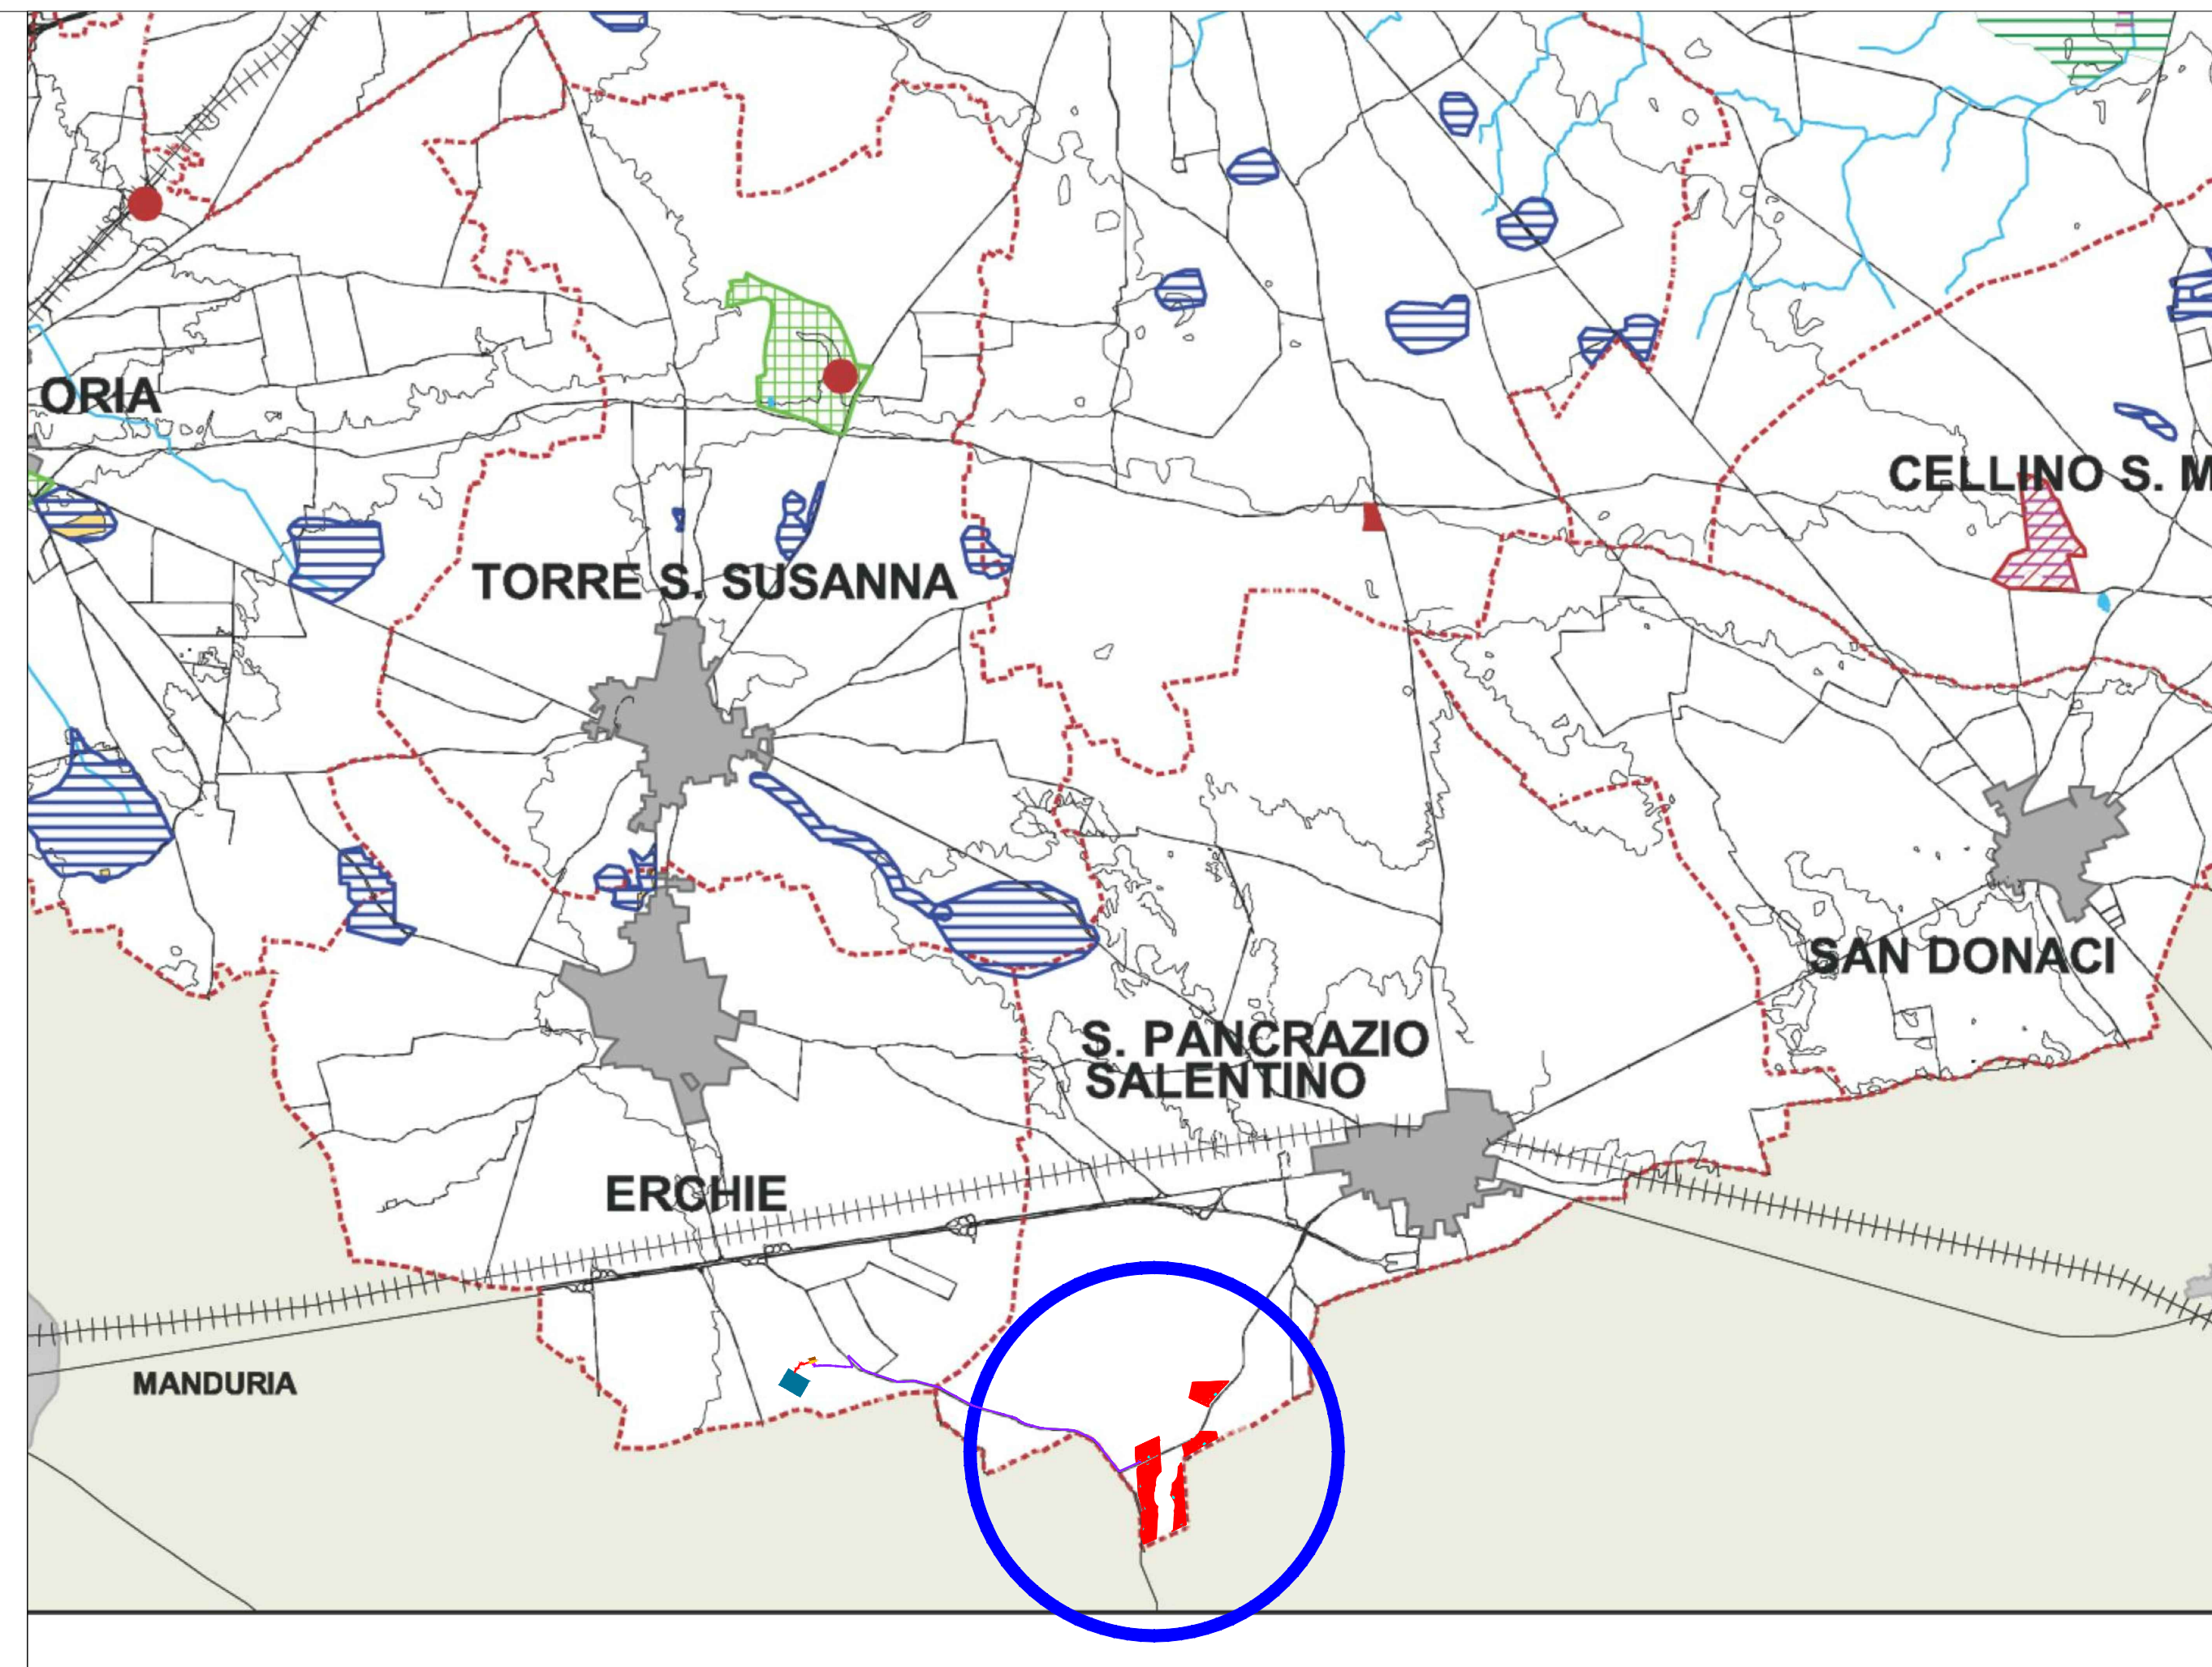 ORIA
CELLINO S. M
TORRE S. SUSANNA
SAN DONACI
S. PANCRAZIO
SALENTINO
ERCHIE
MANDURIA